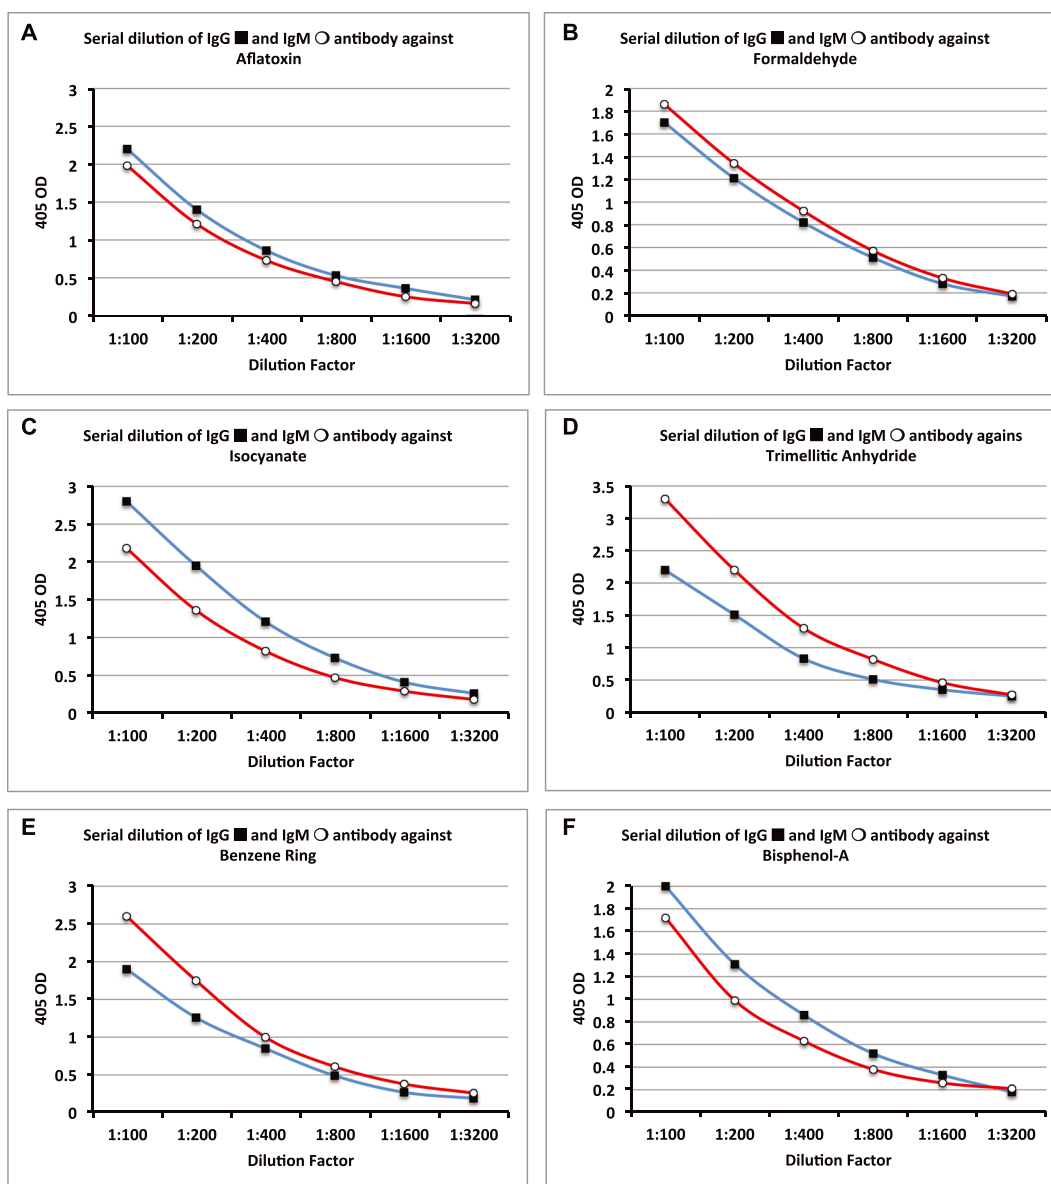 A
Serial dilution of IgG ■ and IgM ○ antibody against
Aflatoxin
3
2.5
2
1.5
1
0.5
0
405 OD
1:100 1:200 1:400 1:800 1:1600 1:3200
Dilution Factor
B
Serial dilution of IgG ■ and IgM ○ antibody against
Formaldehyde
2
1.8
1.6
1.4
1.2
1
0.8
0.6
0.4
0.2
0
405 OD
1:100 1:200 1:400 1:800 1:1600 1:3200
Dilution Factor
C
Serial dilution of IgG ■ and IgM ○ antibody against
Isocyanate
3
2.5
2
1.5
1
0.5
0
405 OD
1:100 1:200 1:400 1:800 1:1600 1:3200
Dilution Factor
D
Serial dilution of IgG ■ and IgM ○ antibody agains
Trimellitic Anhydride
3.5
3
2.5
2
1.5
1
0.5
0
405 OD
1:100 1:200 1:400 1:800 1:1600 1:3200
Dilution Factor
E
Serial dilution of IgG ■ and IgM ○ antibody against
Benzene Ring
3
2.5
2
1.5
1
0.5
0
405 OD
1:100 1:200 1:400 1:800 1:1600 1:3200
Dilution Factor
F
Serial dilution of IgG ■ and IgM ○ antibody against
Bisphenol-A
2
1.8
1.6
1.4
1.2
1
0.8
0.6
0.4
0.2
0
405 OD
1:100 1:200 1:400 1:800 1:1600 1:3200
Dilution Factor